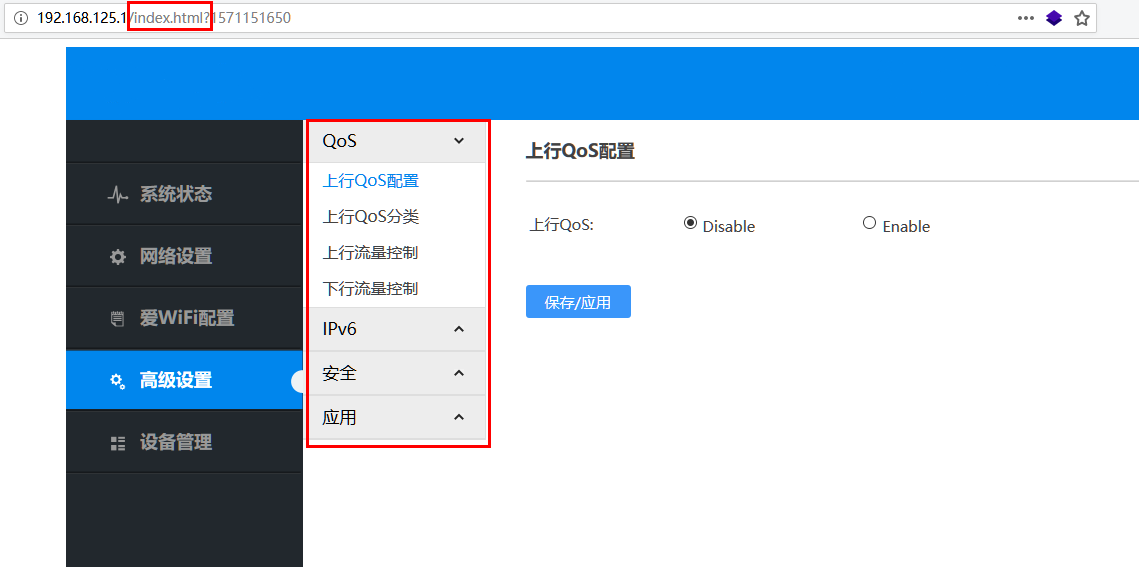 192.168.125.1/index.html?1571151650
系统状态
网络设置
爱WiFi配置
高级设置
设备管理
QoS
上行QoS配置
上行QoS分类
上行流量控制
下行流量控制
IPv6
安全
应用
上行QoS配置
上行QoS:
Disable
Enable
保存/应用